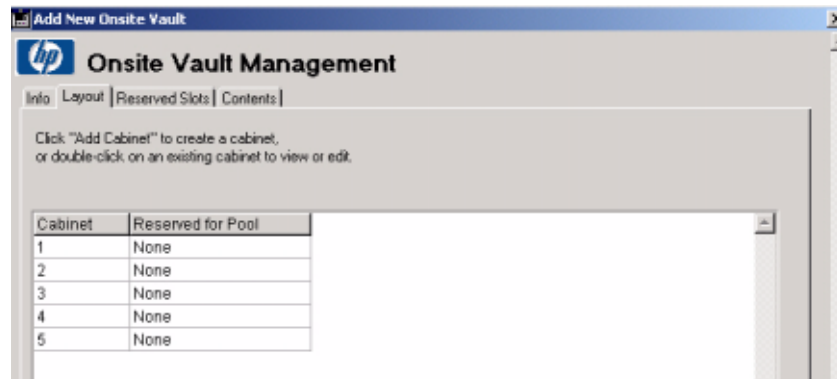 Add New Onsite Vault
hp Onsite Vault Management
Info Layout Reserved Slots Contents
Click "Add Cabinet" to create a cabinet,
or double-click on an existing cabinet to view or edit.
Cabinet Reserved for Pool
1 None
2 None
3 None
4 None
5 None